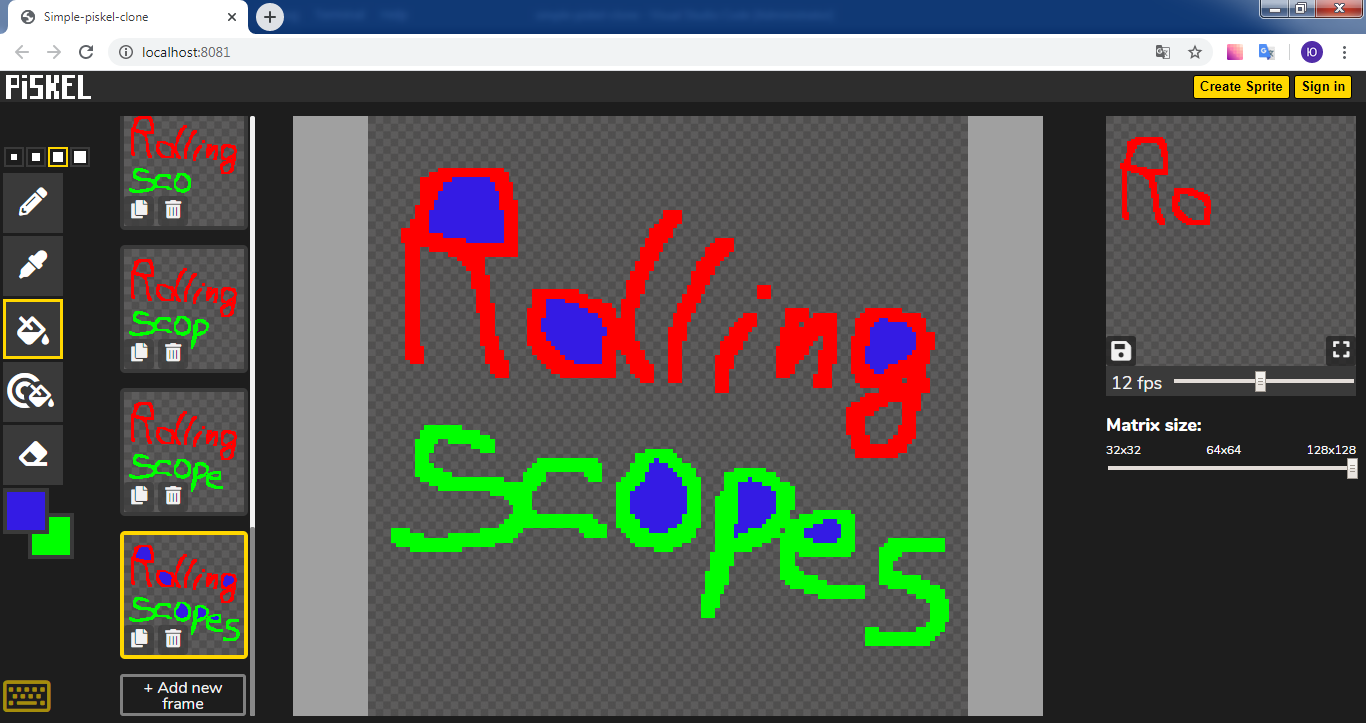 Simple-piskel-clone
localhost:8081
Ю
PiSKEL
Create Sprite
Sign in
Rolling
Sco
Rolling
Scop
Rolling
Scope
Rolling
Scopes
+ Add new
frame
Rolling
Scopes
Ro
12 fps
Matrix size:
32x32 64x64 128x128